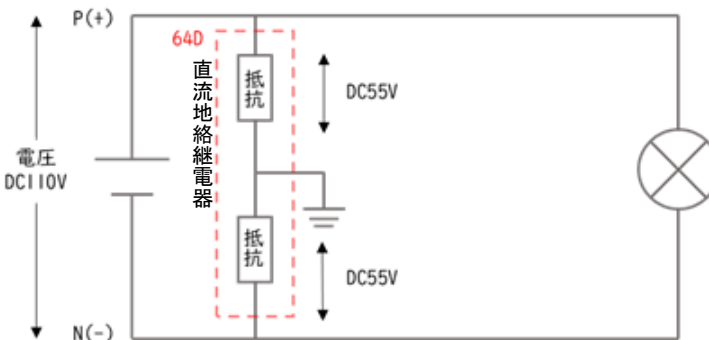 P(+)
64D
直流地絡継電器
抵抗
DC55V
電圧
DC110V
抵抗
DC55V
N(-)